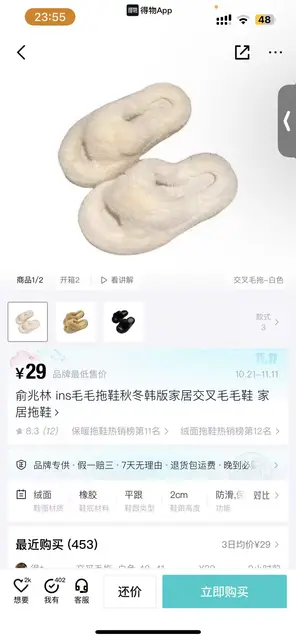 23:55
得物 得物App
48
商品1/2 开箱2 看讲解 交叉毛拖-白色
款式
3
¥29 品牌最低售价 10.21-11.11
俞兆林 ins毛毛拖鞋秋冬韩版家居交叉毛毛鞋 家
居拖鞋
8.3 (12) 保暖拖鞋热销榜第11名 绒面拖鞋热销榜第12名
品牌专供 · 假一赔三 · 7天无理由 · 退货包运费 · 晚到必
绒面 橡胶 平跟 2cm 防滑 对比
鞋面材质 鞋底材料 鞋跟类型 鞋跟高度 功能
最近购买 (453) 3日均价¥29
2k 402
想要 我有 客服 还价 立即购买